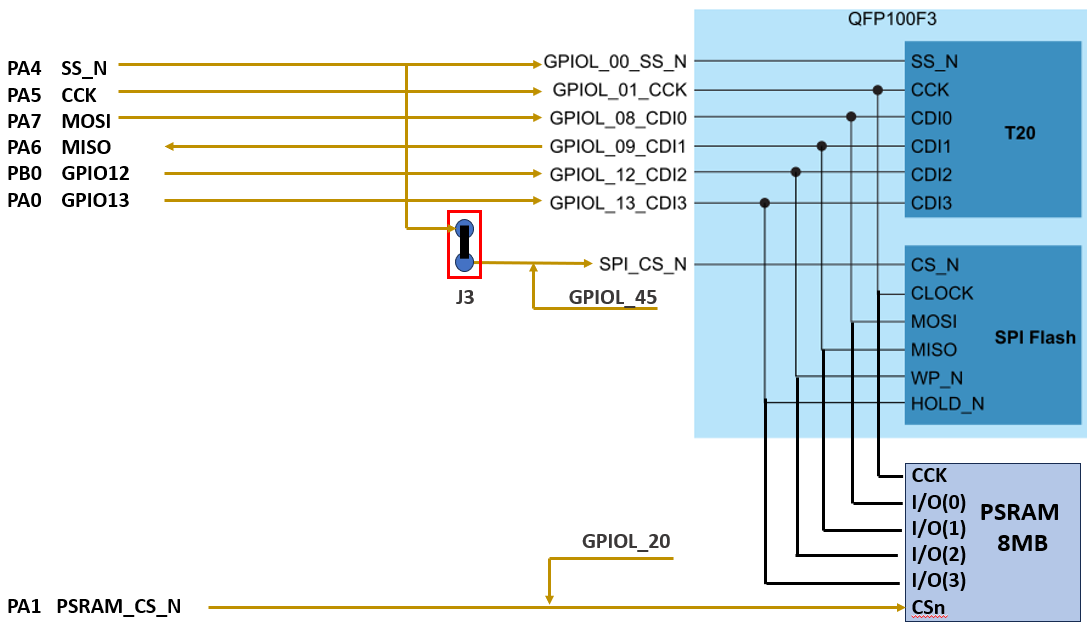 QFP100F3
PA4 SS_N
PA5 CCK
PA7 MOSI
PA6 MISO
PB0 GPIO12
PA0 GPIO13
GPIOL_00_SS_N
GPIOL_01_CCK
GPIOL_08_CDI0
GPIOL_09_CDI1
GPIOL_12_CDI2
GPIOL_13_CDI3
SS_N
CCK
CDI0
CDI1
CDI2
CDI3
T20
J3
SPI_CS_N
GPIOL_45
CS_N
CLOCK
MOSI
MISO
WP_N
HOLD_N
SPI Flash
CCK
I/O(0)
I/O(1)
I/O(2)
I/O(3)
CSn
PSRAM
8MB
GPIOL_20
PA1 PSRAM_CS_N